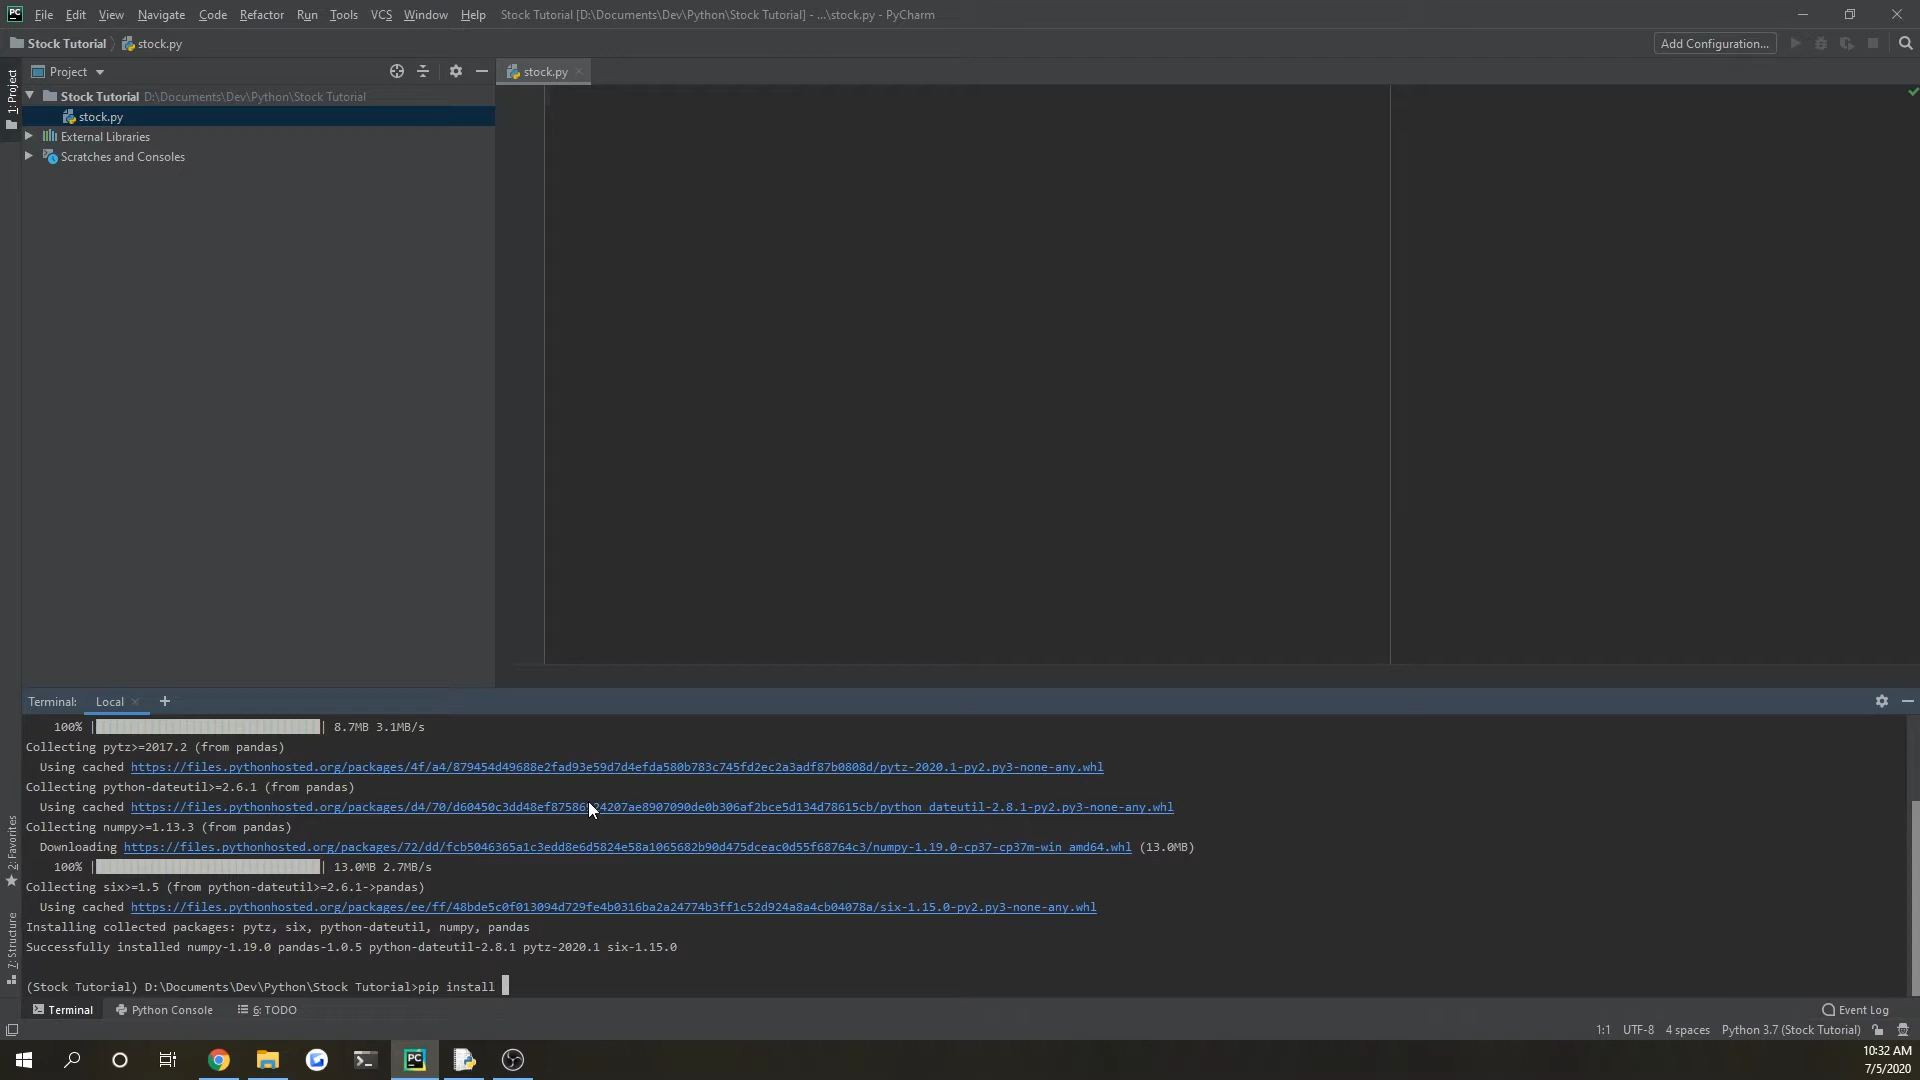 PC File Edit View Navigate Code Refactor Run Tools VCS Window Help Stock Tutorial [D:\Documents\Dev\Python\Stock Tutorial] - ...\stock.py - PyCharm
Stock Tutorial stock.py Add Configuration...
1: Project
Project
stock.py
Stock Tutorial D:\Documents\Dev\Python\Stock Tutorial
stock.py
External Libraries
Scratches and Consoles
2: Favorites
7: Structure
Terminal: Local
100% | | 8.7MB 3.1MB/s
Collecting pytz>=2017.2 (from pandas)
Using cached https://files.pythonhosted.org/packages/4f/a4/879454d49688e2fad93e59d7d4efda580b783c745fd2ec2a3adf87b0808d/pytz-2020.1-py2.py3-none-any.whl
Collecting python-dateutil>=2.6.1 (from pandas)
Using cached
Collecting numpy>=1.13.3 (from pandas)
Downloading https://files.pythonhosted.org/packages/72/dd/fcb5046365a1c3edd8e6d5824e58a1065682b90d475dceac0d55f68764c3/numpy-1.19.0-cp37-cp37m-win_amd64.whl (13.0MB)
100% | | 13.0MB 2.7MB/s
Collecting six>=1.5 (from python-dateutil>=2.6.1->pandas)
Using cached https://files.pythonhosted.org/packages/ee/ff/48bde5c0f013094d729fe4b0316ba2a24774b3ff1c52d924a8a4cb04078a/six-1.15.0-py2.py3-none-any.whl
Installing collected packages: pytz, six, python-dateutil, numpy, pandas
Successfully installed numpy-1.19.0 pandas-1.0.5 python-dateutil-2.8.1 pytz-2020.1 six-1.15.0
(Stock Tutorial) D:\Documents\Dev\Python\Stock Tutorial>pip install
Terminal Python Console 6: TODO Event Log
1:1 UTF-8 4 spaces Python 3.7 (Stock Tutorial)
PC
10:32 AM
7/5/2020